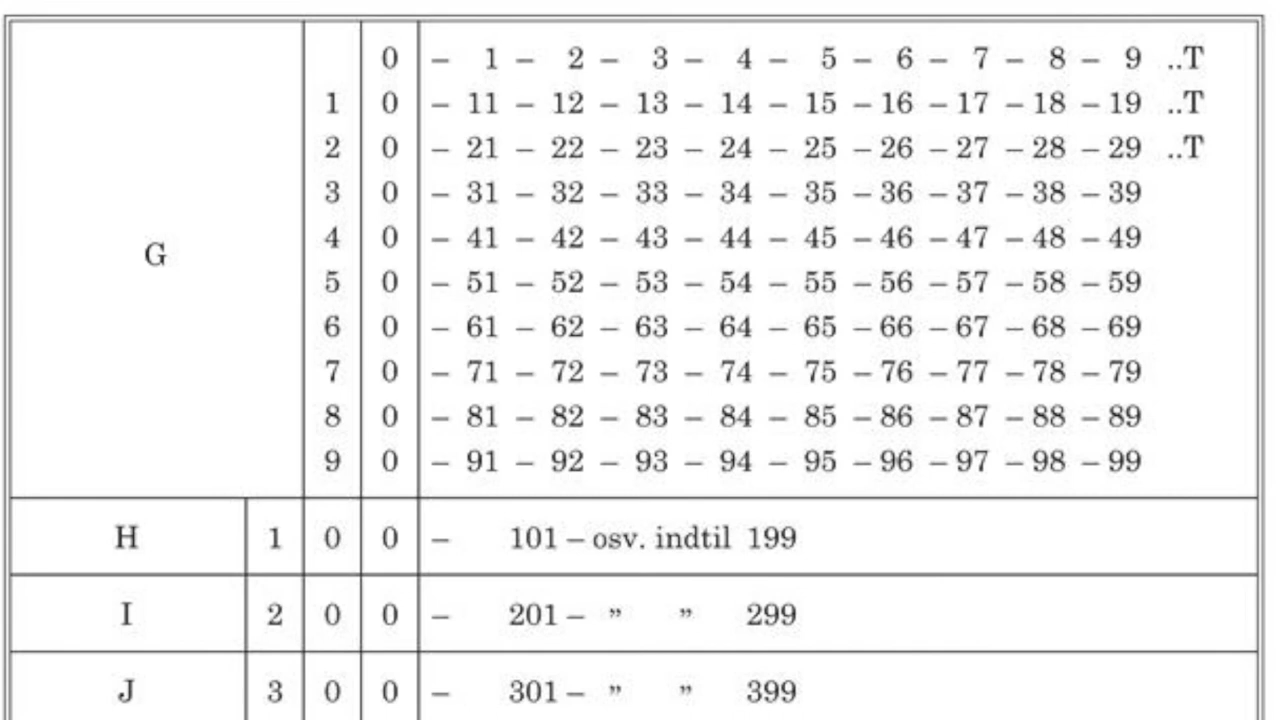 0 – 1 – 2 – 3 – 4 – 5 – 6 – 7 – 8 – 9 ..T
1 0 – 11 – 12 – 13 – 14 – 15 – 16 – 17 – 18 – 19 ..T
2 0 – 21 – 22 – 23 – 24 – 25 – 26 – 27 – 28 – 29 ..T
3 0 – 31 – 32 – 33 – 34 – 35 – 36 – 37 – 38 – 39
4 0 – 41 – 42 – 43 – 44 – 45 – 46 – 47 – 48 – 49
G
5 0 – 51 – 52 – 53 – 54 – 55 – 56 – 57 – 58 – 59
6 0 – 61 – 62 – 63 – 64 – 65 – 66 – 67 – 68 – 69
7 0 – 71 – 72 – 73 – 74 – 75 – 76 – 77 – 78 – 79
8 0 – 81 – 82 – 83 – 84 – 85 – 86 – 87 – 88 – 89
9 0 – 91 – 92 – 93 – 94 – 95 – 96 – 97 – 98 – 99
H 1 0 0 – 101 – osv. indtil 199
I 2 0 0 – 201 – ” ” 299
J 3 0 0 – 301 – ” ” 399